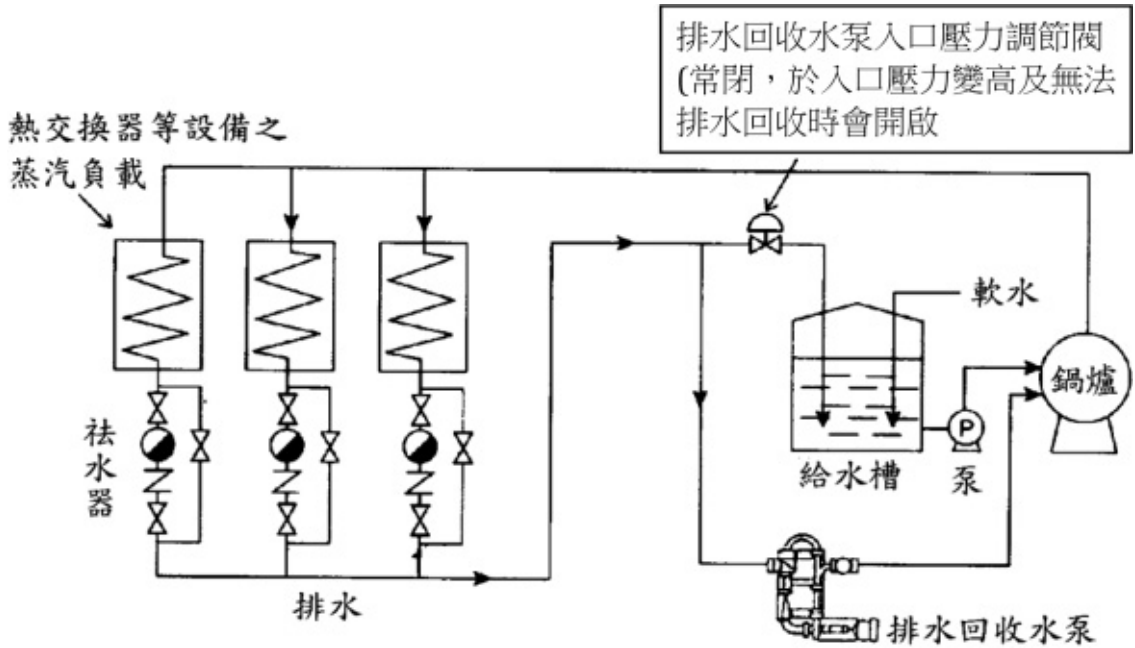 排水回收水泵入口壓力調節閥
(常閉，於入口壓力變高及無法
排水回收時會開啟
熱交換器等設備之
蒸汽負載
軟水
鍋爐
祛水器
P
給水槽
泵
排水
排水回收水泵